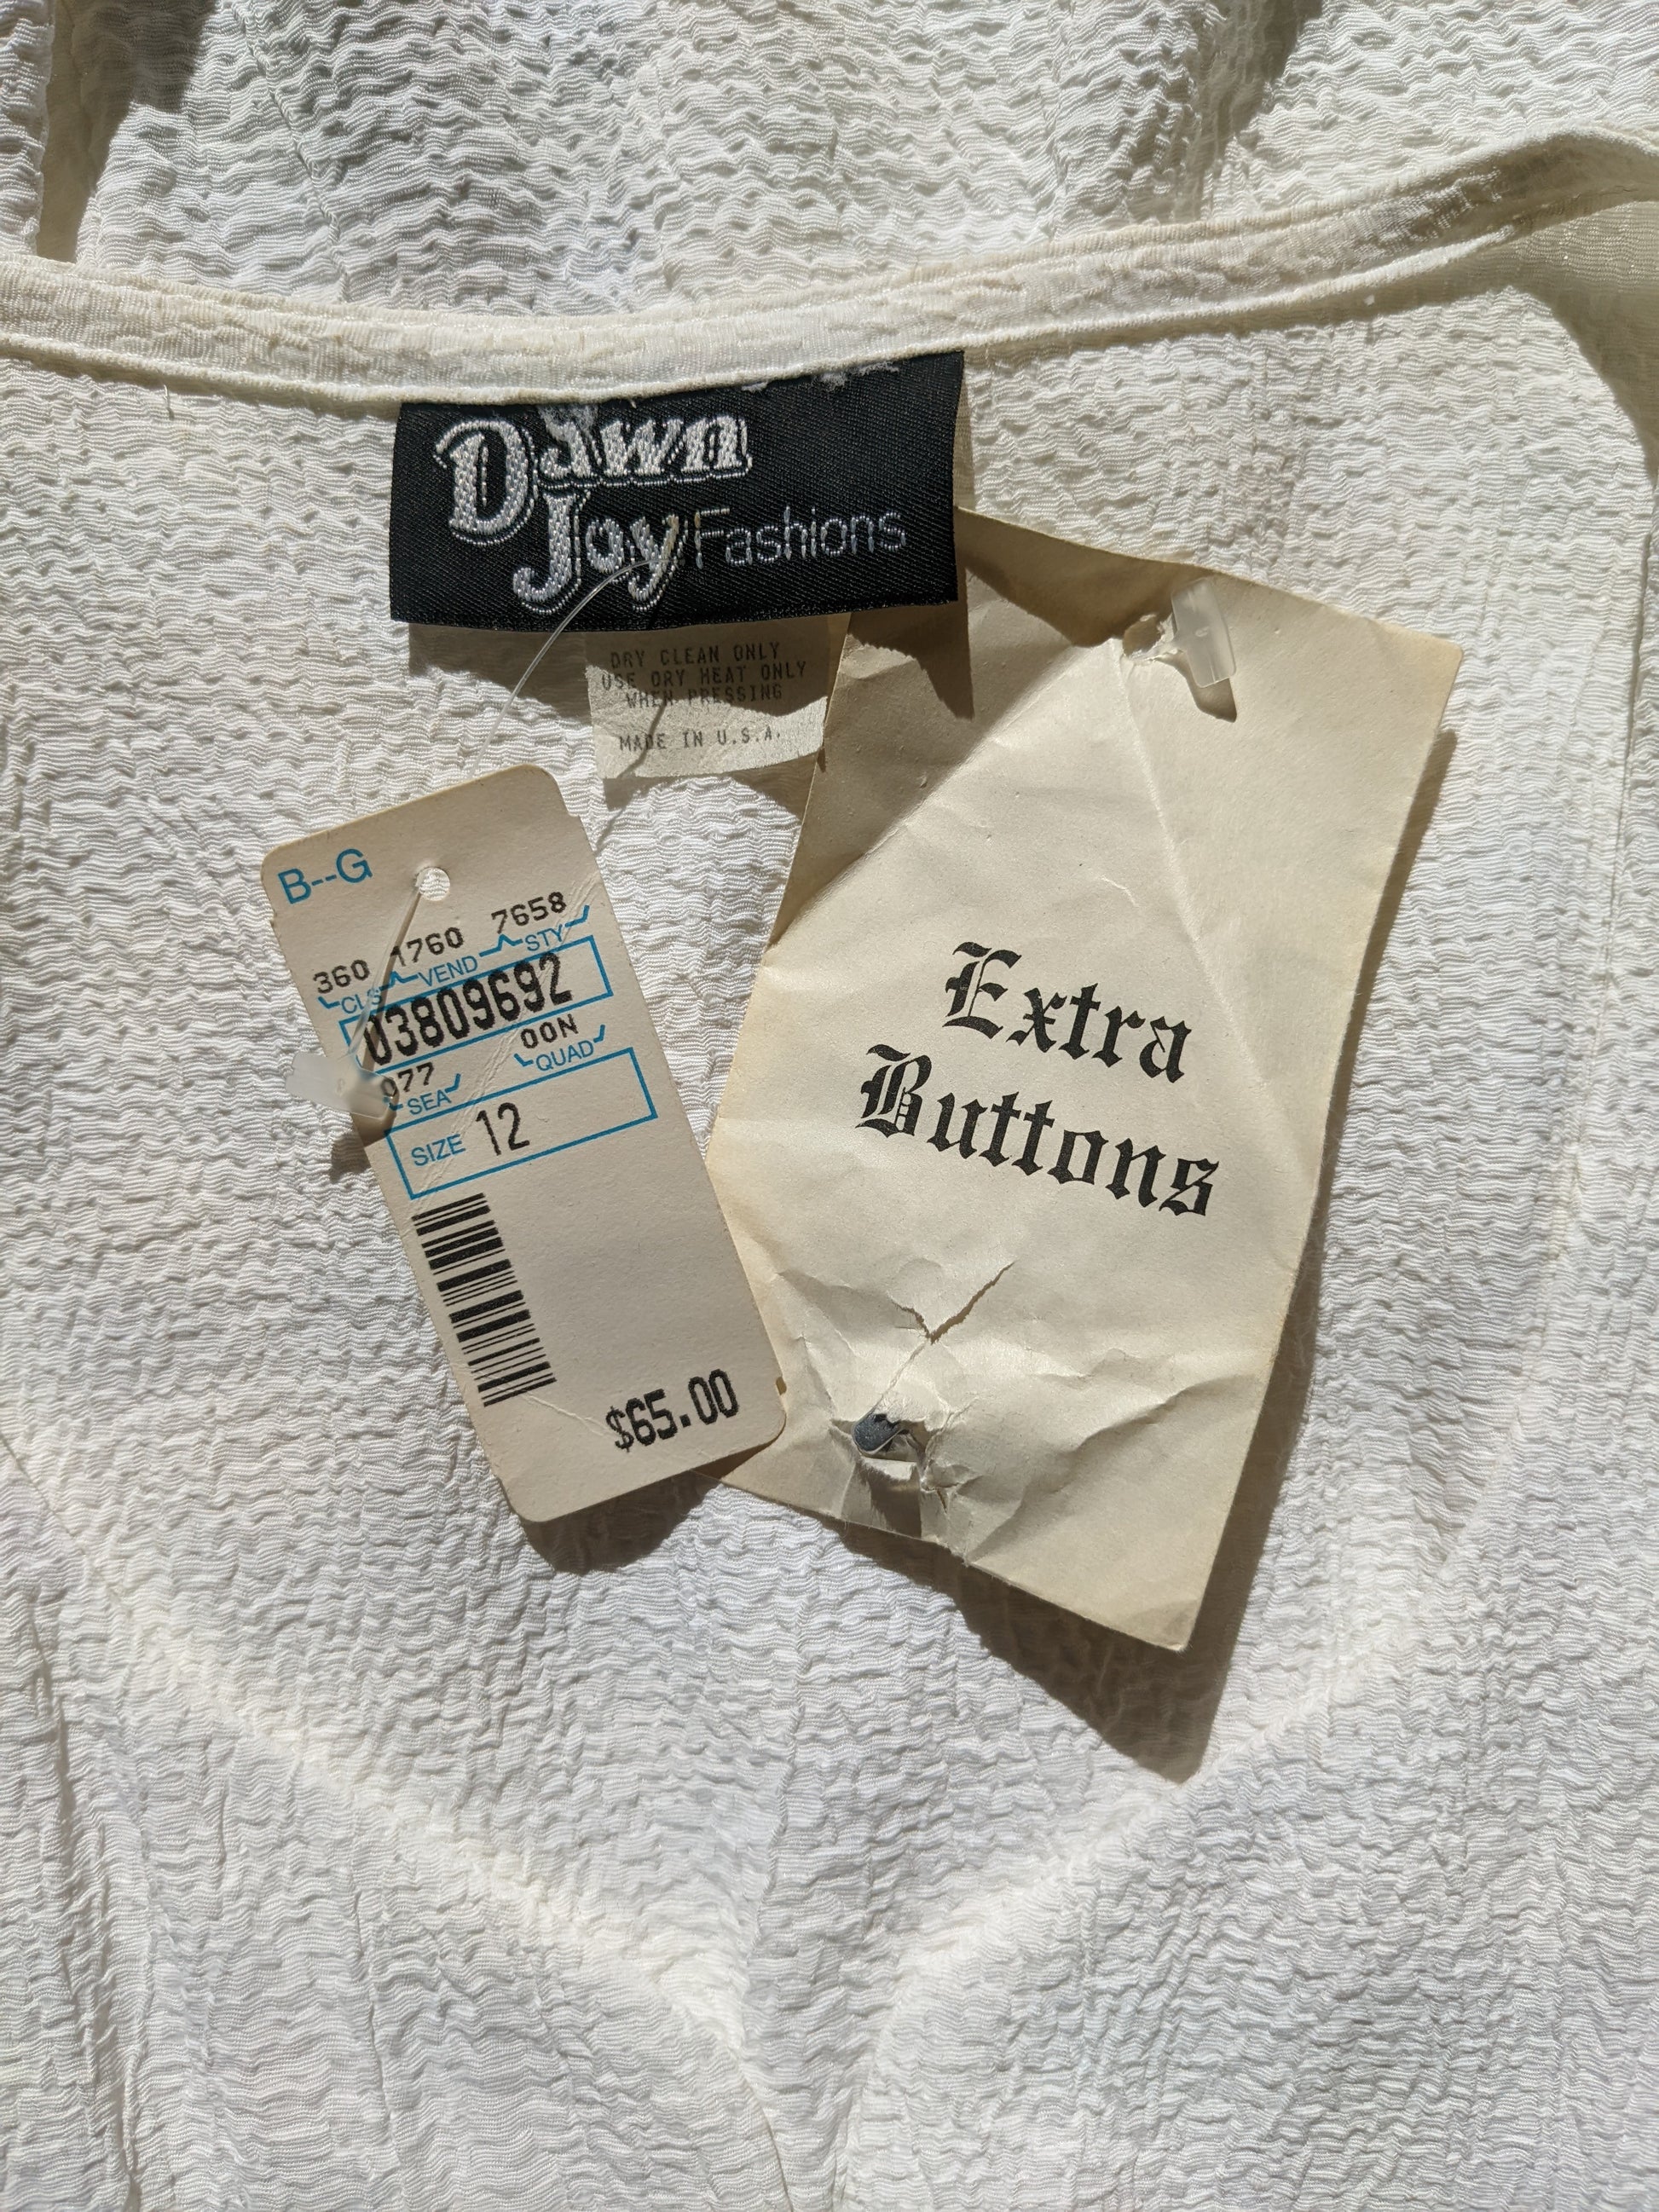 Dawn
Joy Fashions
DRY CLEAN ONLY
USE DRY HEAT ONLY
WHEN PRESSING
MADE IN U.S.A.
B--G
360 1760 7658
CLS VEND STY
03809692
077 00N
SEA QUAD
SIZE 12
$65.00
Extra
Buttons